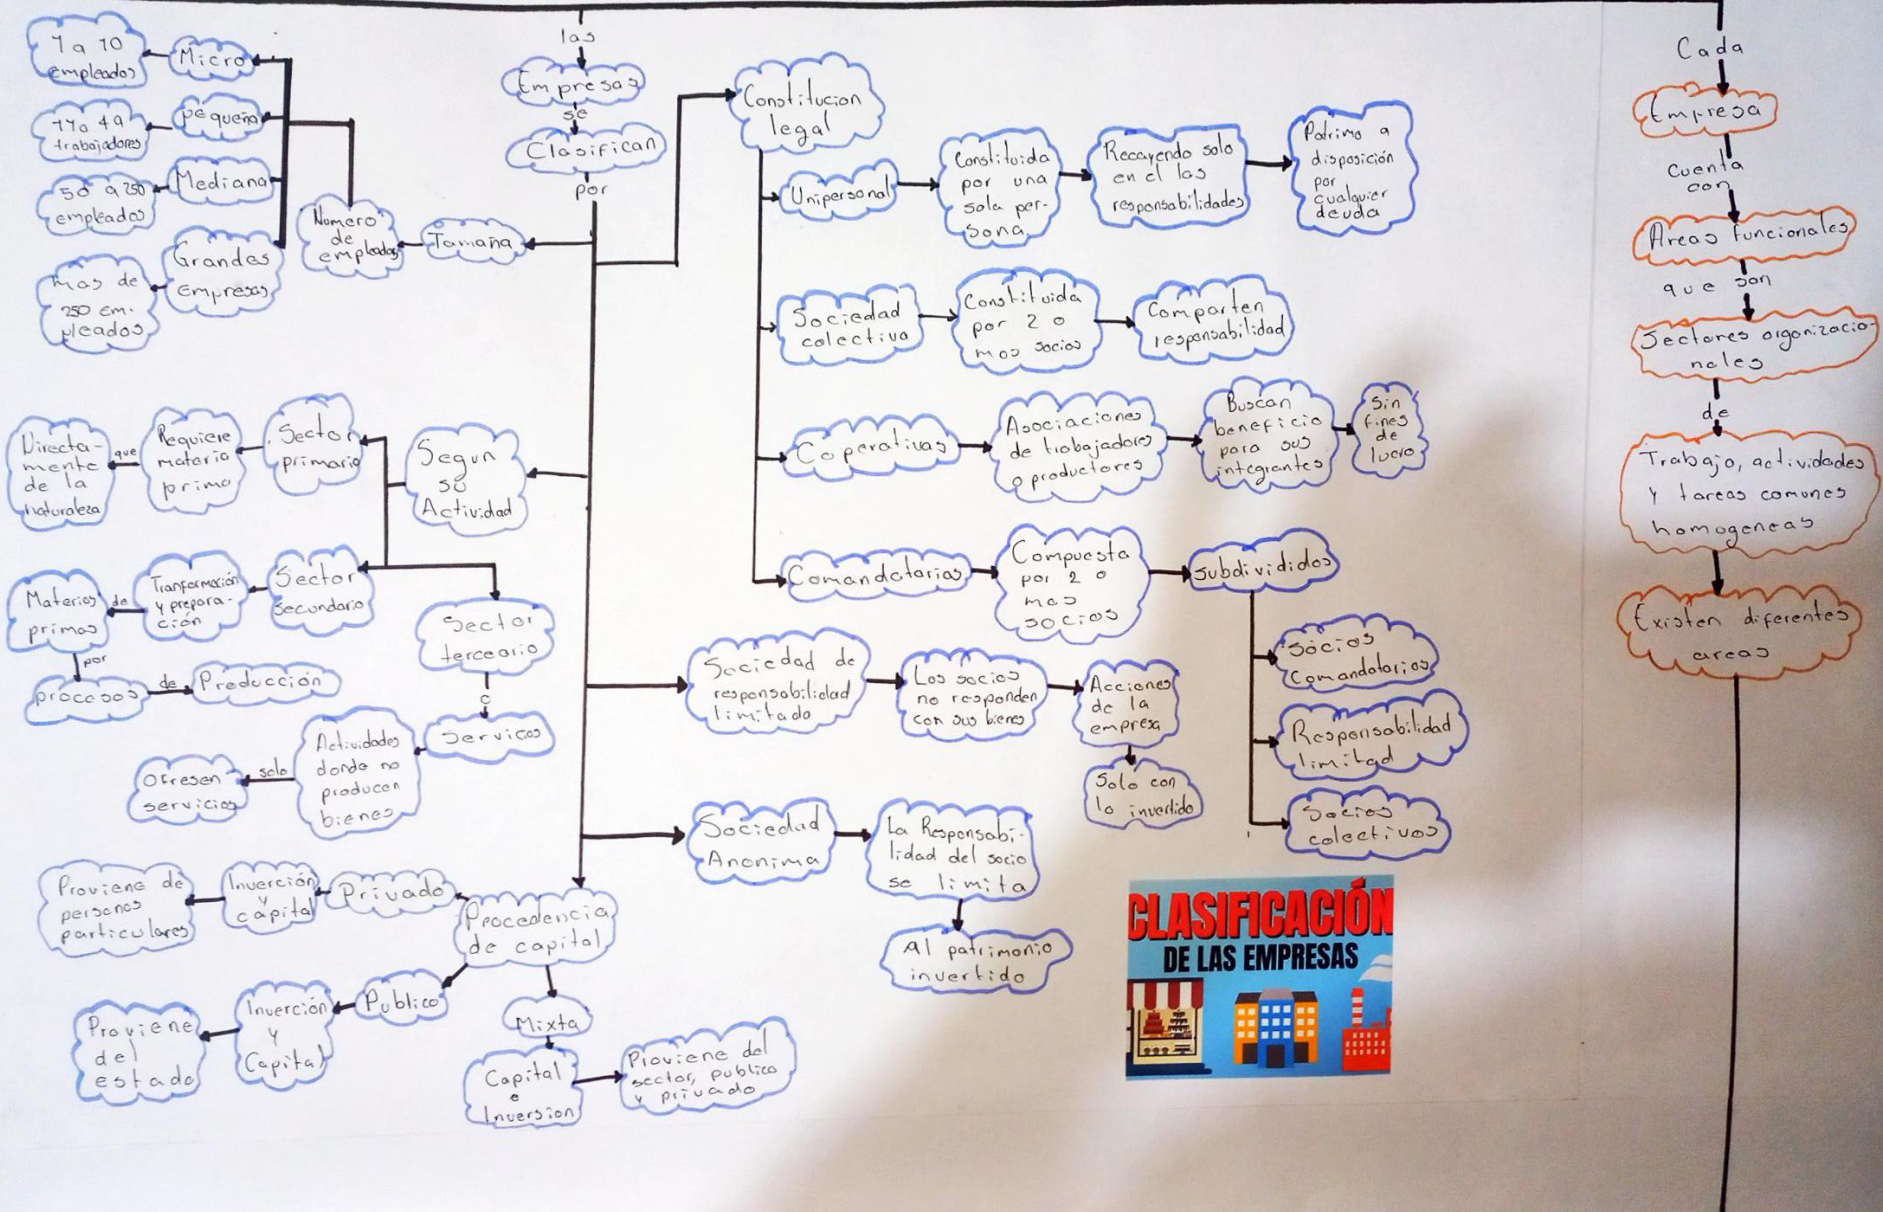 las
Empresas
se
Clasifican
por
Tamaña
Numero
de
empleados
Micro
1 a 10
empleados
pequeña
11 a 49
trabajadores
Mediana
50 a 250
empleados
Grandes
Empresas
mas de
250 em-
pleados
Constitucion
legal
Unipersonal
Constituida
por una
sola per-
sona
Recayendo solo
en el las
responsabilidades
Patrimo a
disposición
por
cualquier
deuda
Sociedad
colectiva
Constituida
por 2 o
mas socios
Comparten
responsabilidad
Coperativas
Asociaciones
de trabajadores
o productores
Buscan
beneficio
para sus
integrantes
Sin
fines
de
lucro
Comandatarias
Compuesta
por 2 o
mas
socios
Subdivididos
Socios
Comandatarios
Responsabilidad
limitad
Socios
colectivos
Segun
su
Actividad
Sector
primario
Requiere
materia
prima
que
Directa-
mente
de la
naturaleza
Sector
secundario
Tranformación
y prepara-
ción
de
Materias
primas
por
procesos
de
Producción
Sector
terceario
o
Servicos
Actividades
donde no
producen
bienes
solo
Ofresen
servicios
Sociedad de
responsabilidad
limitada
Los socios
no responden
con sus bienes
Acciones
de la
empresa
Solo con
lo invertido
Sociedad
Anonima
La Responsabi-
lidad del socio
se limita
Al patrimonio
invertido
Procedencia
de capital
Privado
Inverción
y
capital
Proviene de
personas
particulares
Publico
Inverción
y
Capital
Proviene
del
estado
Mixta
Capital
e
Inversion
Proviene del
sector, publico
y privado
CLASIFICACIÓN
DE LAS EMPRESAS
Cada
Empresa
cuenta
con
Areas funcionales
que son
Sectores organizacio-
nales
de
Trabajo, actividades
y tareas comunes
homogeneas
Existen diferentes
areas